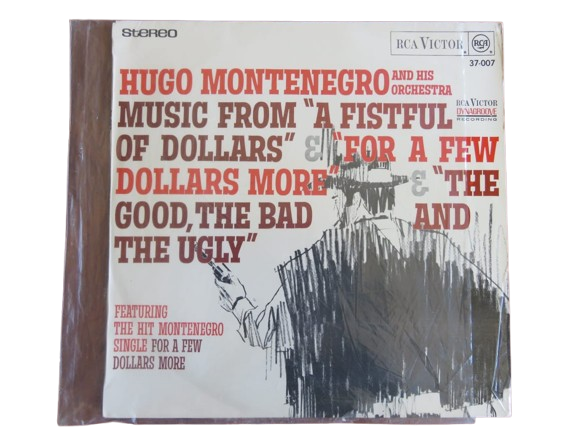 Stereo
RCA VICTOR
RCA
37-007
HUGO MONTENEGRO AND HIS ORCHESTRA
MUSIC FROM "A FISTFUL
RCA VICTOR
DYNAGROOVE
RECORDING
OF DOLLARS" & "FOR A FEW
DOLLARS MORE" & "THE
GOOD, THE BAD AND
THE UGLY"
FEATURING
THE HIT MONTENEGRO
SINGLE FOR A FEW
DOLLARS MORE